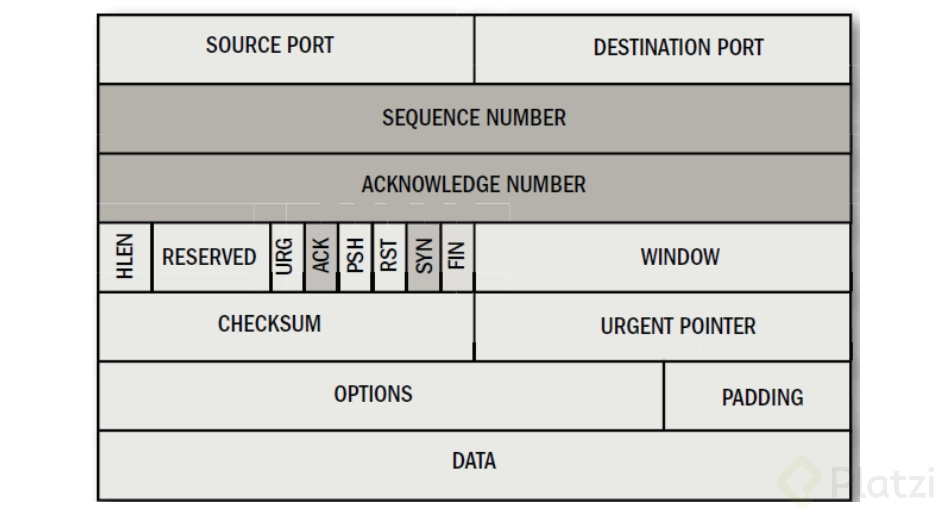 SOURCE PORT DESTINATION PORT
SEQUENCE NUMBER
ACKNOWLEDGE NUMBER
HLEN RESERVED URG ACK PSH RST SYN FIN WINDOW
CHECKSUM URGENT POINTER
OPTIONS PADDING
DATA
Platzi